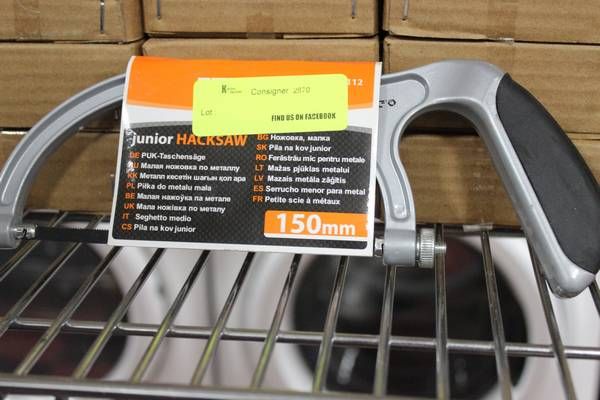 Consigner 2870
Lot
FIND US ON FACEBOOK
112
junior HACKSAW
DE PUK-Taschensäge
RU Малая ножовка по металлу
KK Металл кесетін шағын қол ара
PL Piłka do metalu mała
BE Малая нажоўка па метале
UK Мала ножівка по металу
IT Seghetto medio
CS Pila na kov junior
BG Ножовка, малка
SK Pila na kov junior
RO Ferăstrău mic pentru metale
LT Mažas pjūklas metalui
LV Mazais metāla zāģītis
ES Serrucho menor para metal
FR Petite scie à métaux
150mm